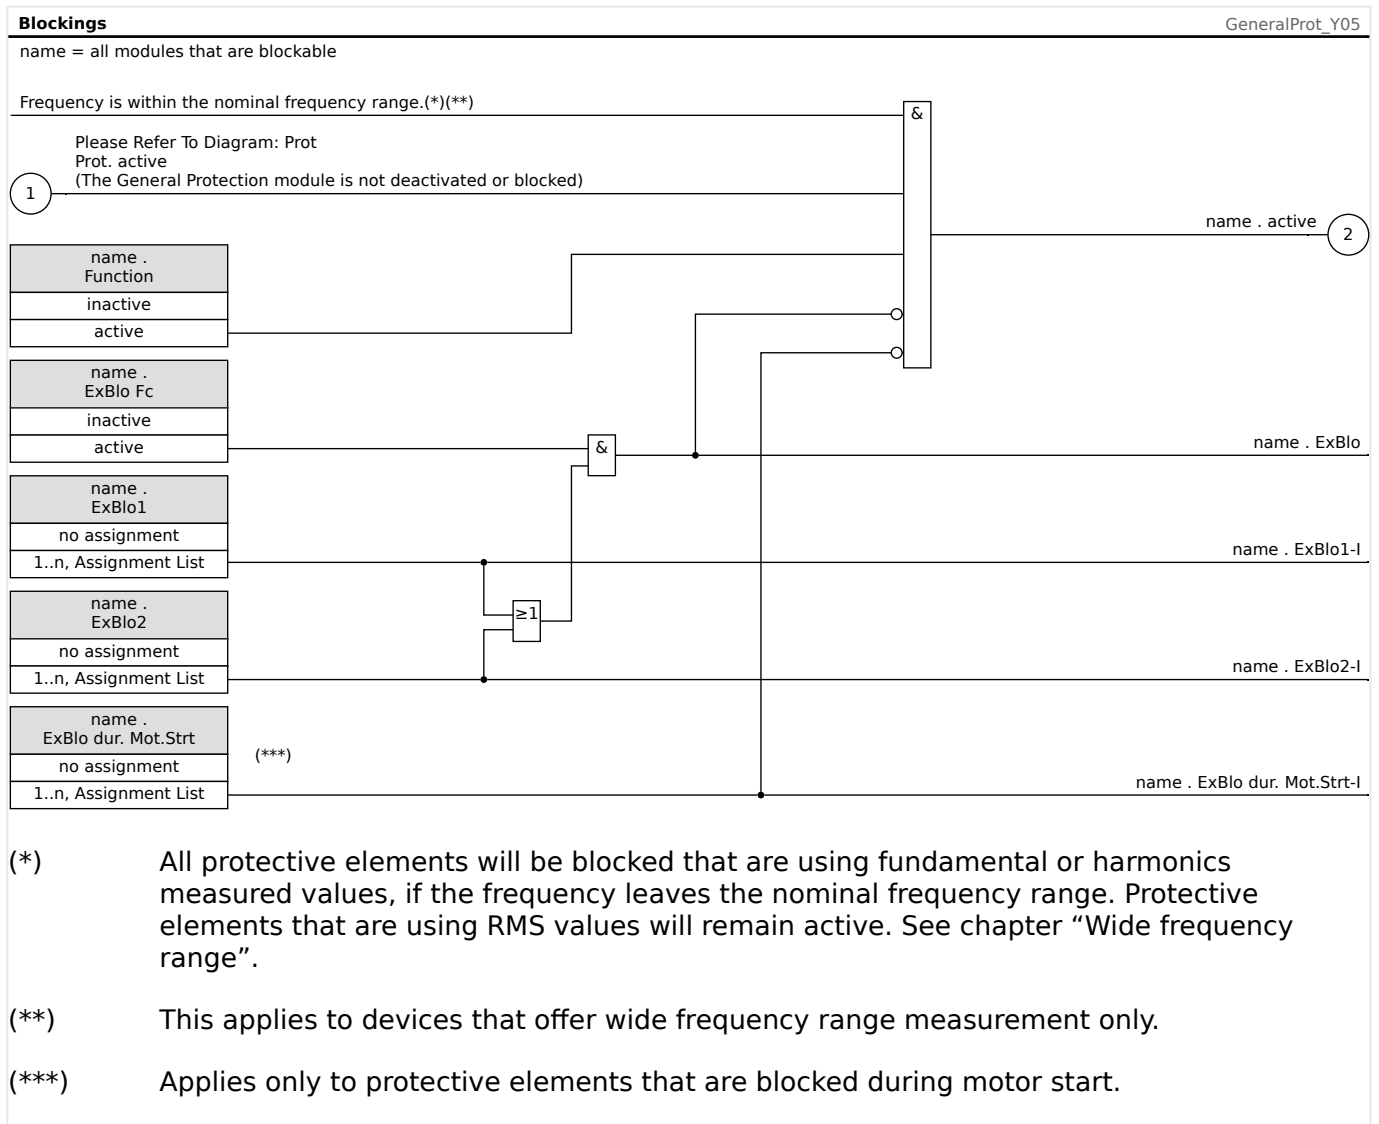 Blockings
GeneralProt_Y05
name = all modules that are blockable
Frequency is within the nominal frequency range.(*)(**)
&
Please Refer To Diagram: Prot
Prot. active
(The General Protection module is not deactivated or blocked)
1
name . active
2
name .
Function
inactive
active
name .
ExBlo Fc
inactive
active
&
name . ExBlo
name .
ExBlo1
no assignment
1..n, Assignment List
name . ExBlo1-I
name .
ExBlo2
≥1
no assignment
1..n, Assignment List
name . ExBlo2-I
name .
ExBlo dur. Mot.Strt
(***)
no assignment
1..n, Assignment List
name . ExBlo dur. Mot.Strt-I
(*) All protective elements will be blocked that are using fundamental or harmonics
measured values, if the frequency leaves the nominal frequency range. Protective
elements that are using RMS values will remain active. See chapter “Wide frequency
range”.
(**) This applies to devices that offer wide frequency range measurement only.
(***) Applies only to protective elements that are blocked during motor start.